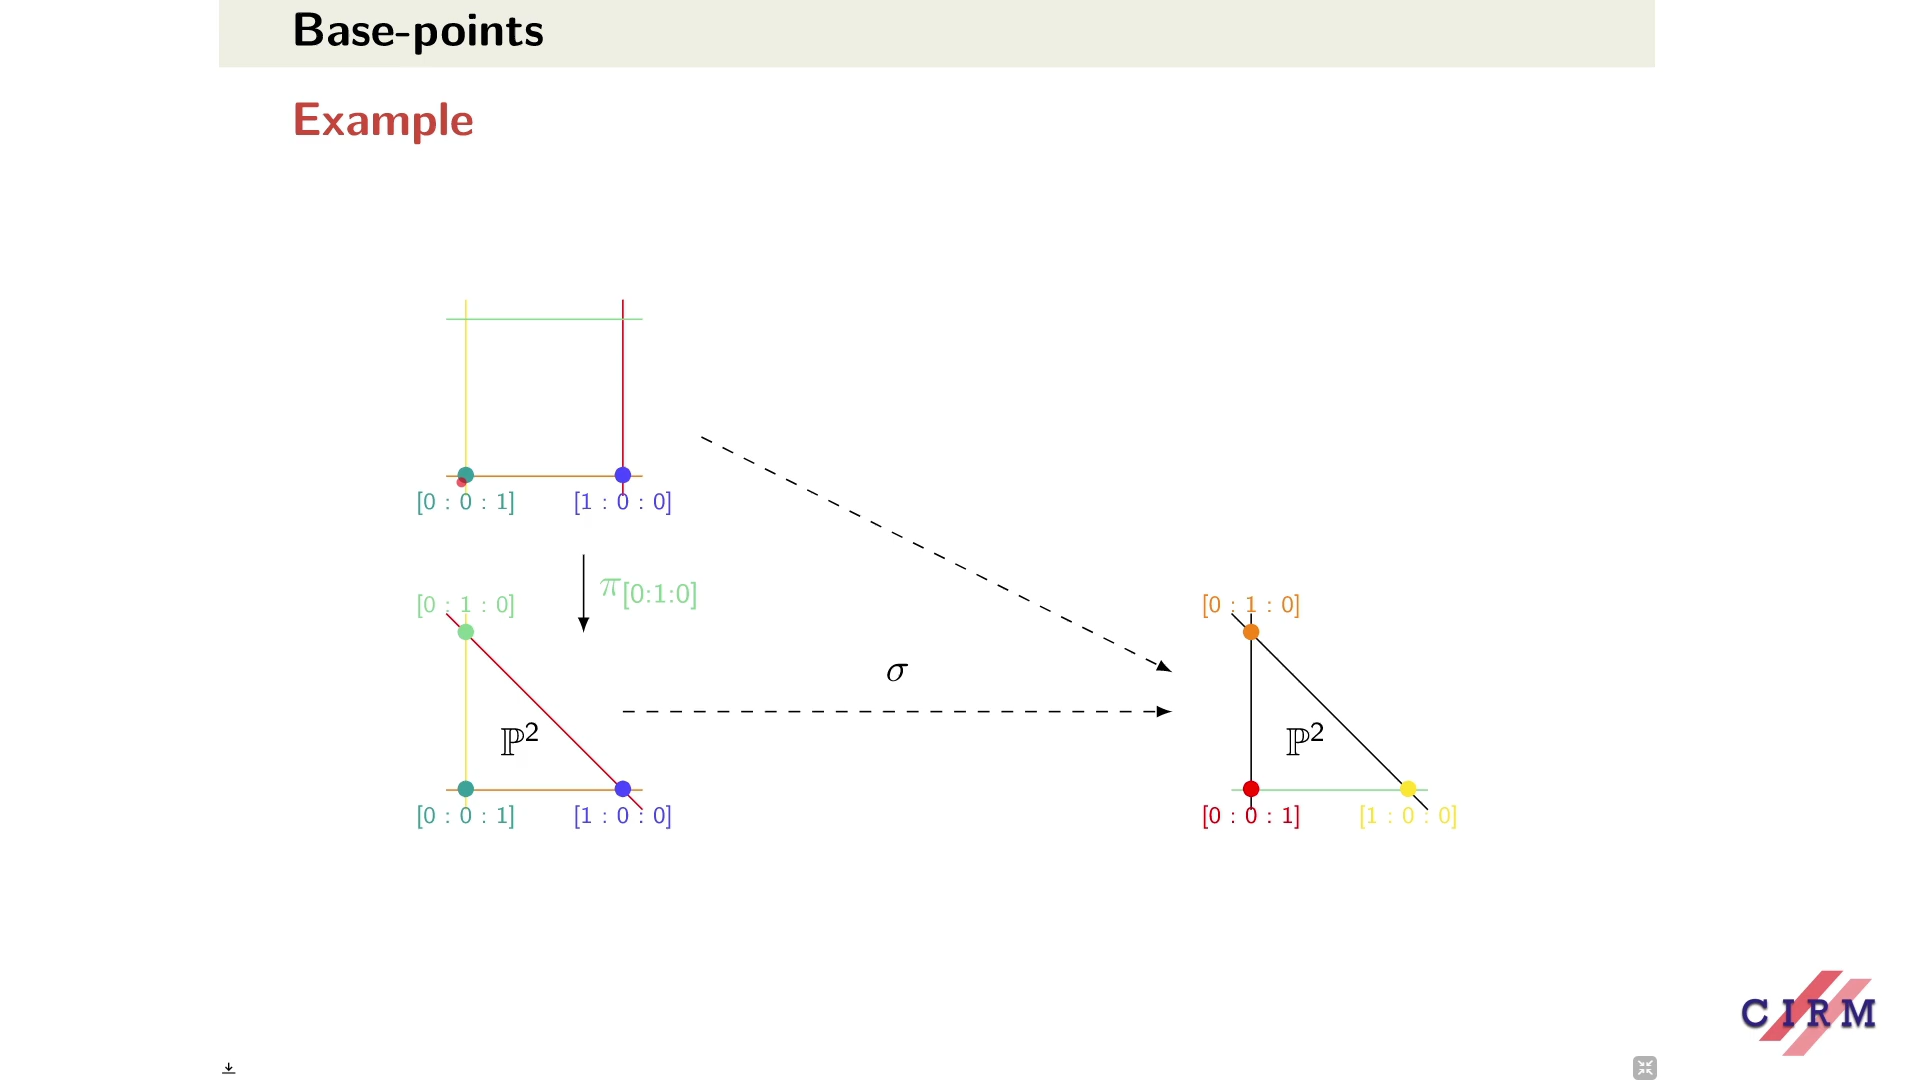 Base-points
Example
[0 : 0 : 1]
[1 : 0 : 0]
π[0:1:0]
[0 : 1 : 0]
[0 : 1 : 0]
σ
ℙ²
ℙ²
[0 : 0 : 1]
[1 : 0 : 0]
[0 : 0 : 1]
[1 : 0 : 0]
CIRM